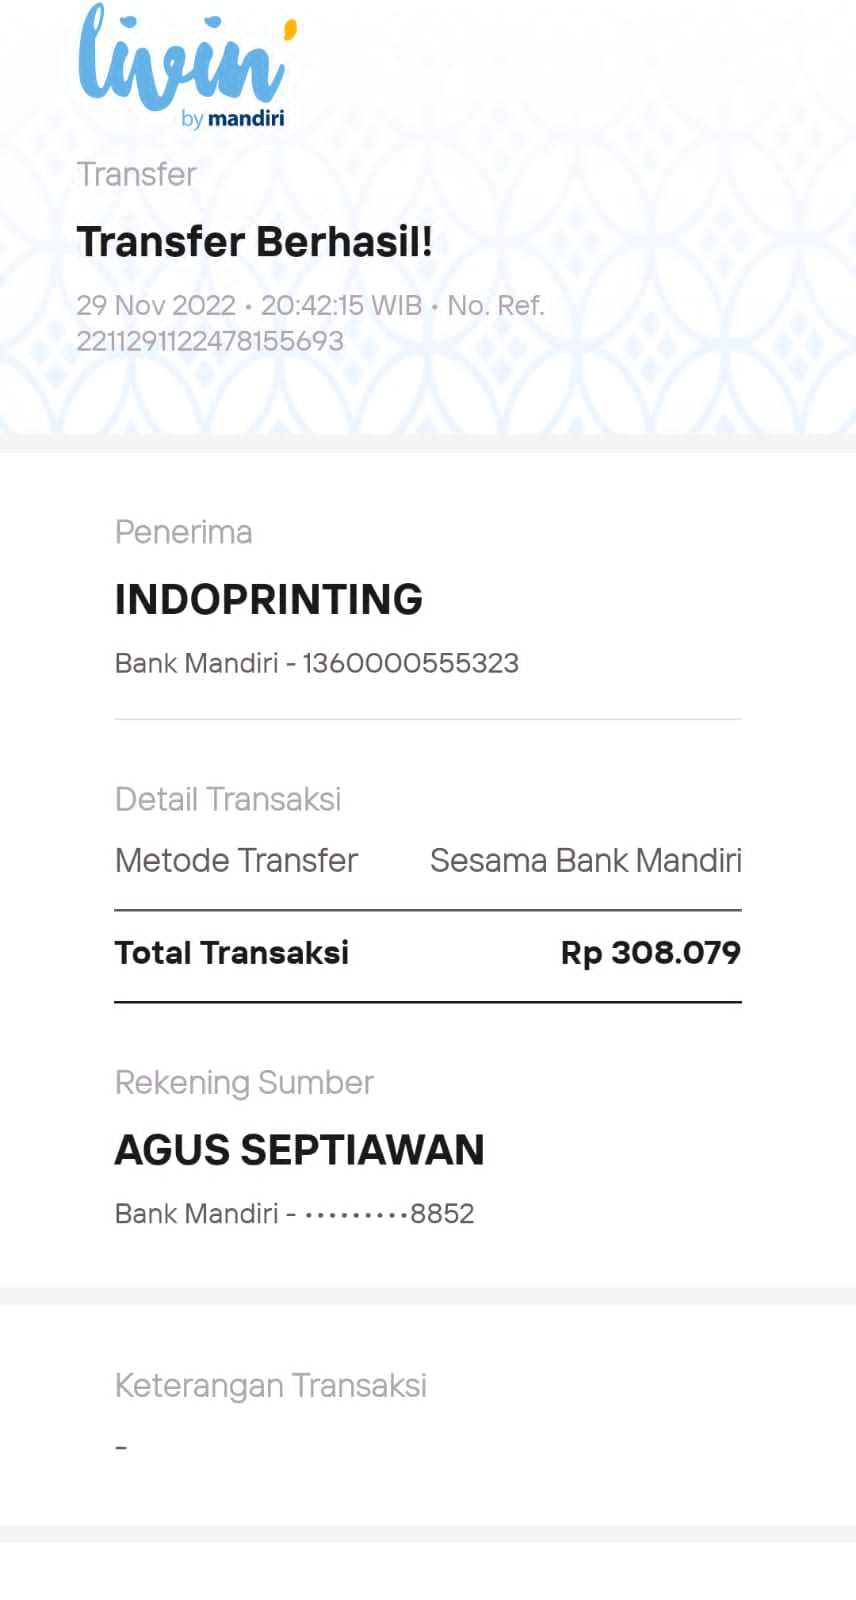 livin'
by mandiri
Transfer
Transfer Berhasil!
29 Nov 2022 • 20:42:15 WIB • No. Ref.
2211291122478155693
Penerima
INDOPRINTING
Bank Mandiri - 1360000555323
Detail Transaksi
Metode Transfer Sesama Bank Mandiri
Total Transaksi Rp 308.079
Rekening Sumber
AGUS SEPTIAWAN
Bank Mandiri - •••••••••8852
Keterangan Transaksi
-